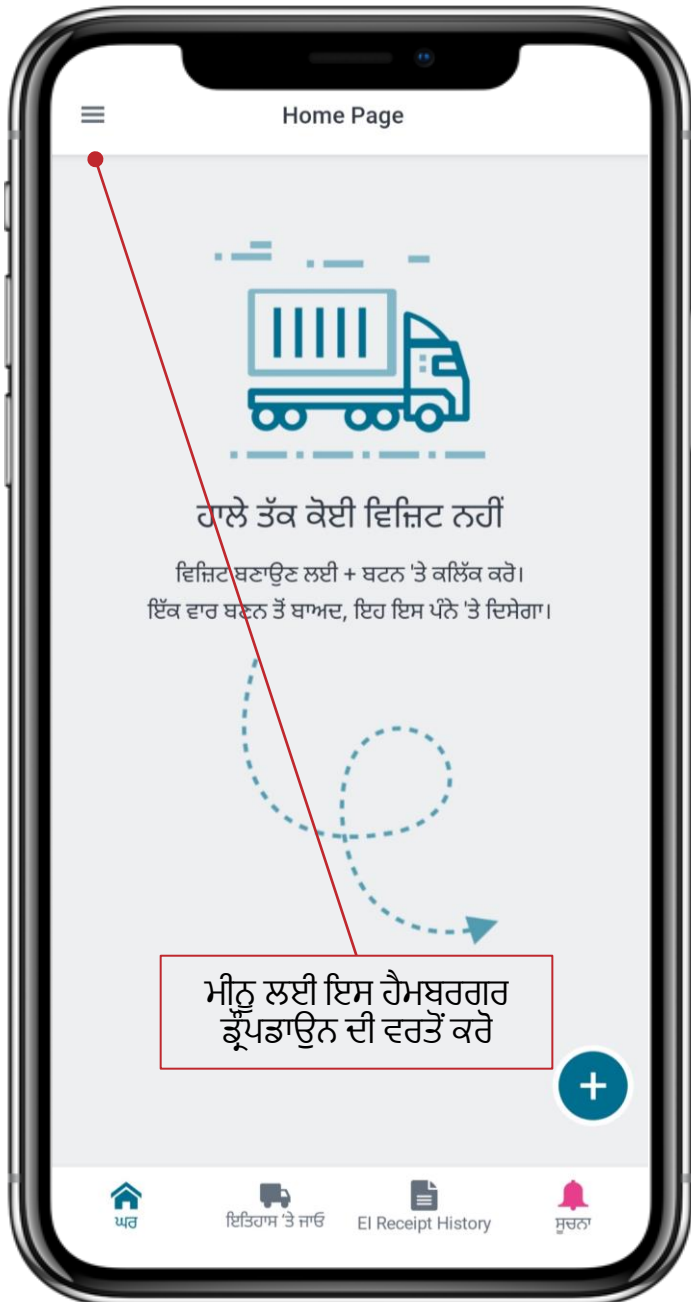 Home Page
ਹਾਲੇ ਤੱਕ ਕੋਈ ਵਿਜ਼ਿਟ ਨਹੀਂ
ਵਿਜ਼ਿਟ ਬਣਾਉਣ ਲਈ + ਬਟਨ 'ਤੇ ਕਲਿੱਕ ਕਰੋ।
ਇੱਕ ਵਾਰ ਬਣਨ ਤੋਂ ਬਾਅਦ, ਇਹ ਇਸ ਪੰਨੇ 'ਤੇ ਦਿਸੇਗਾ।
ਮੀਨੂ ਲਈ ਇਸ ਹੈਮਬਰਗਰ
ਡ੍ਰੌਪਡਾਉਨ ਦੀ ਵਰਤੋਂ ਕਰੋ
+
ਘਰ
ਇਤਿਹਾਸ 'ਤੇ ਜਾਓ
EI Receipt History
ਸੂਚਨਾ